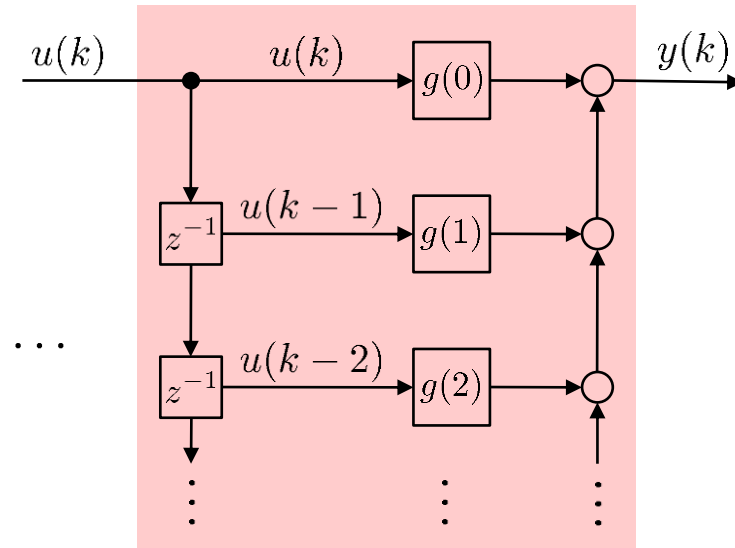 u(k) u(k) g(0) y(k)
z⁻¹ u(k − 1) g(1)
...
z⁻¹ u(k − 2) g(2)
⋮ ⋮ ⋮